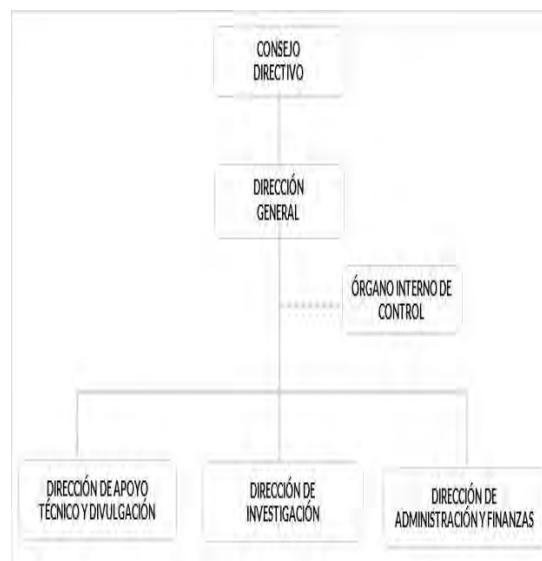 CONSEJO
DIRECTIVO
DIRECCIÓN
GENERAL
ÓRGANO INTERNO DE
CONTROL
DIRECCIÓN DE APOYO
TÉCNICO Y DIVULGACIÓN
DIRECCIÓN DE
INVESTIGACIÓN
DIRECCIÓN DE
ADMINISTRACIÓN Y FINANZAS